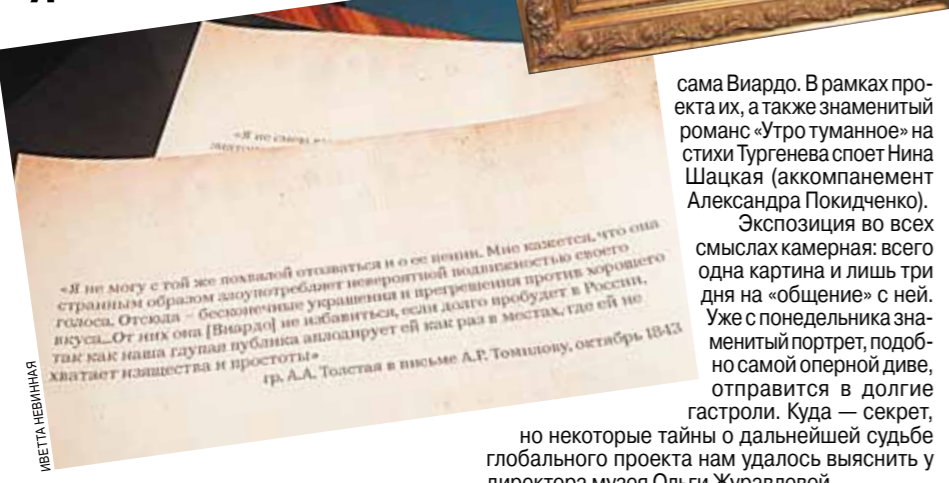 «Я не смею
«Я не могу с той же похвалой отозваться и о ее пении. Мне кажется, что она
странным образом злоупотребляет невероятной подвижностью своего
голоса. Отсюда – бесконечные украшения и прегрешения против хорошего
вкуса...От них она [Виардо] не избавиться, если долго пробудет в России,
так как наша глупая публика аплодирует ей как раз в местах, где ей не
хватает изящества и простоты»
гр. А.А. Толстая в письме А.Р. Томилову, октябрь 1843
ИВЕТТА НЕВИННАЯ
сама Виардо. В рамках про-
екта их, а также знаменитый
романс «Утро туманное» на
стихи Тургенева споет Нина
Шацкая (аккомпанемент
Александра Покидченко).
Экспозиция во всех
смыслах камерная: всего
одна картина и лишь три
дня на «общение» с ней.
Уже с понедельника зна-
менитый портрет, подоб-
но самой оперной диве,
отправится в долгие
гастроли. Куда — секрет,
но некоторые тайны о дальнейшей судьбе
глобального проекта нам удалось выяснить у
директора музея Ольги Журавлевой